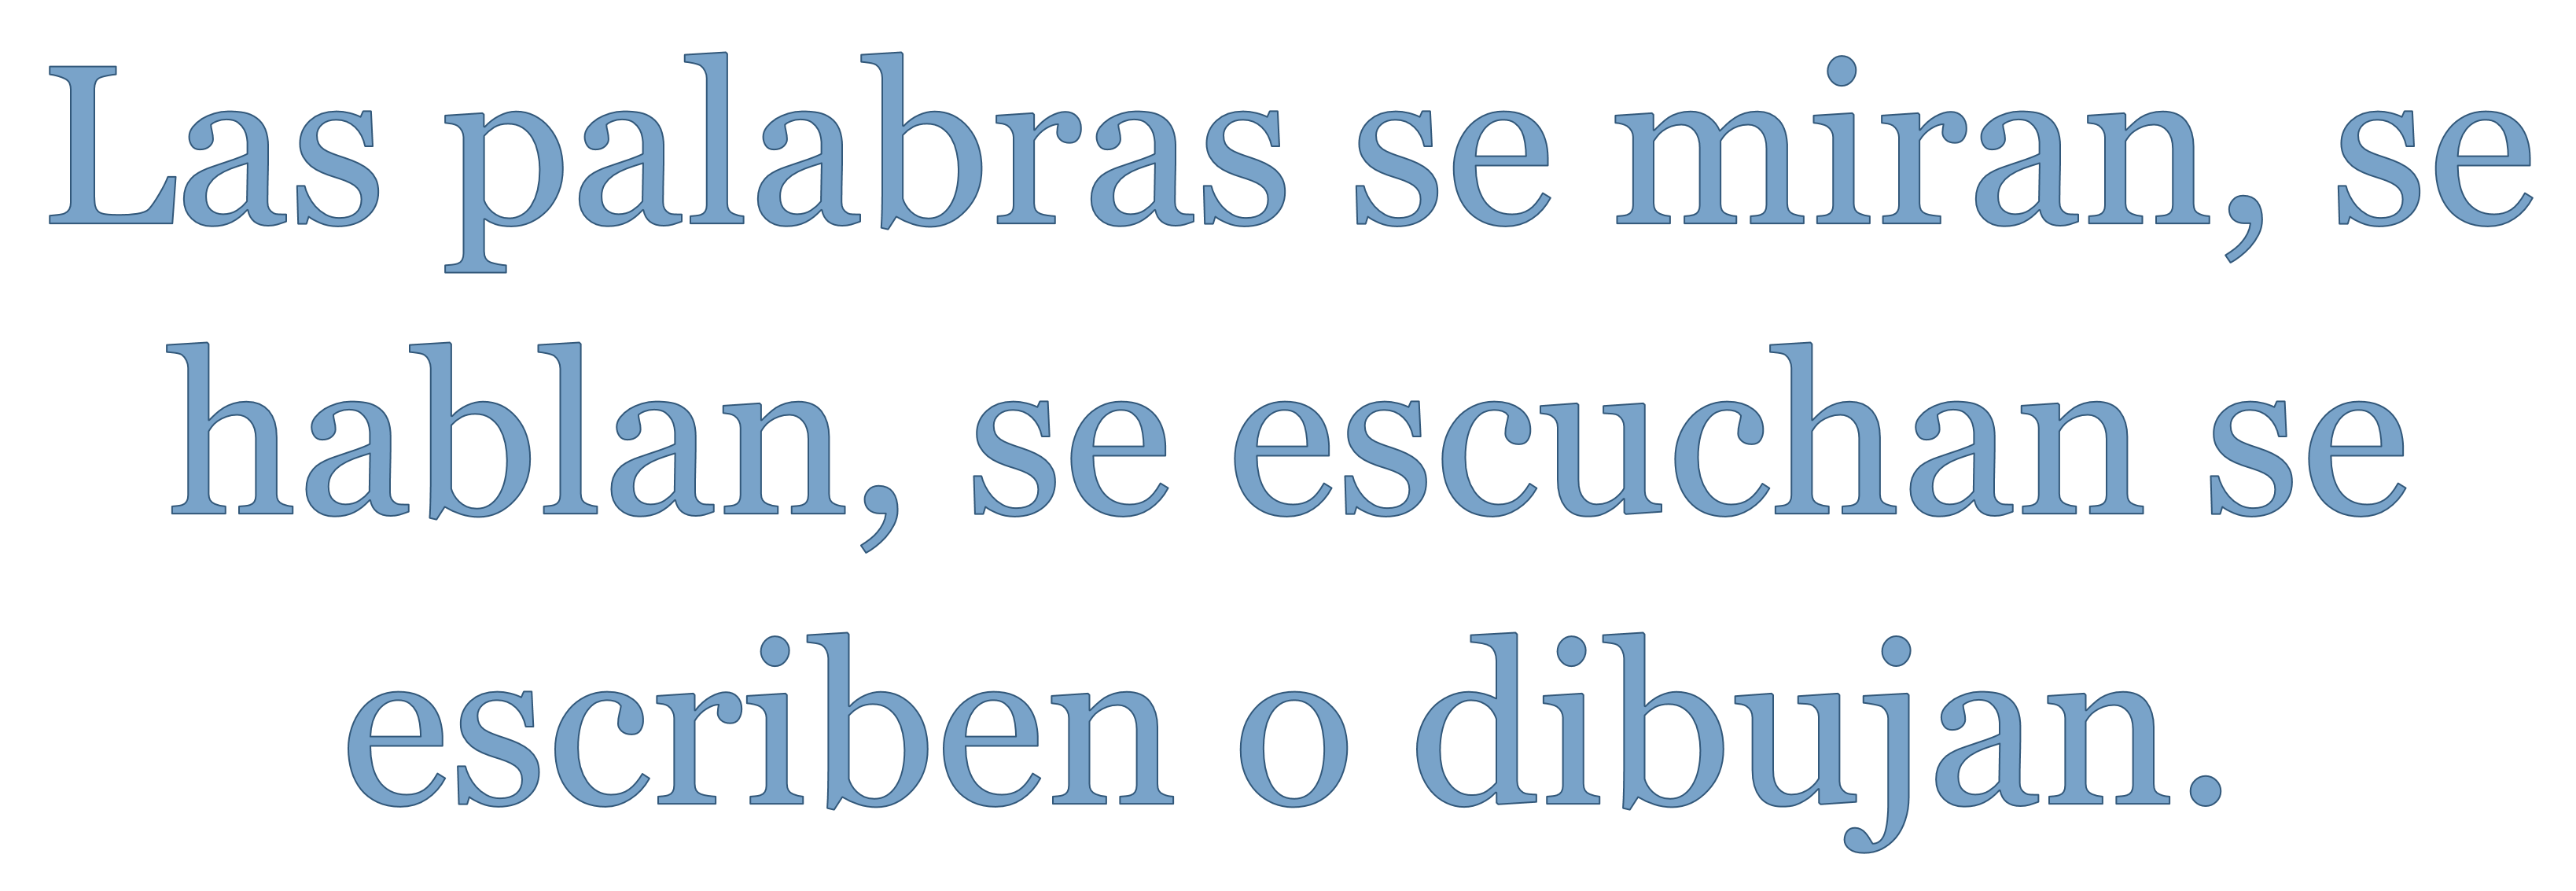 Las palabras se miran, se
hablan, se escuchan se
escriben o dibujan.